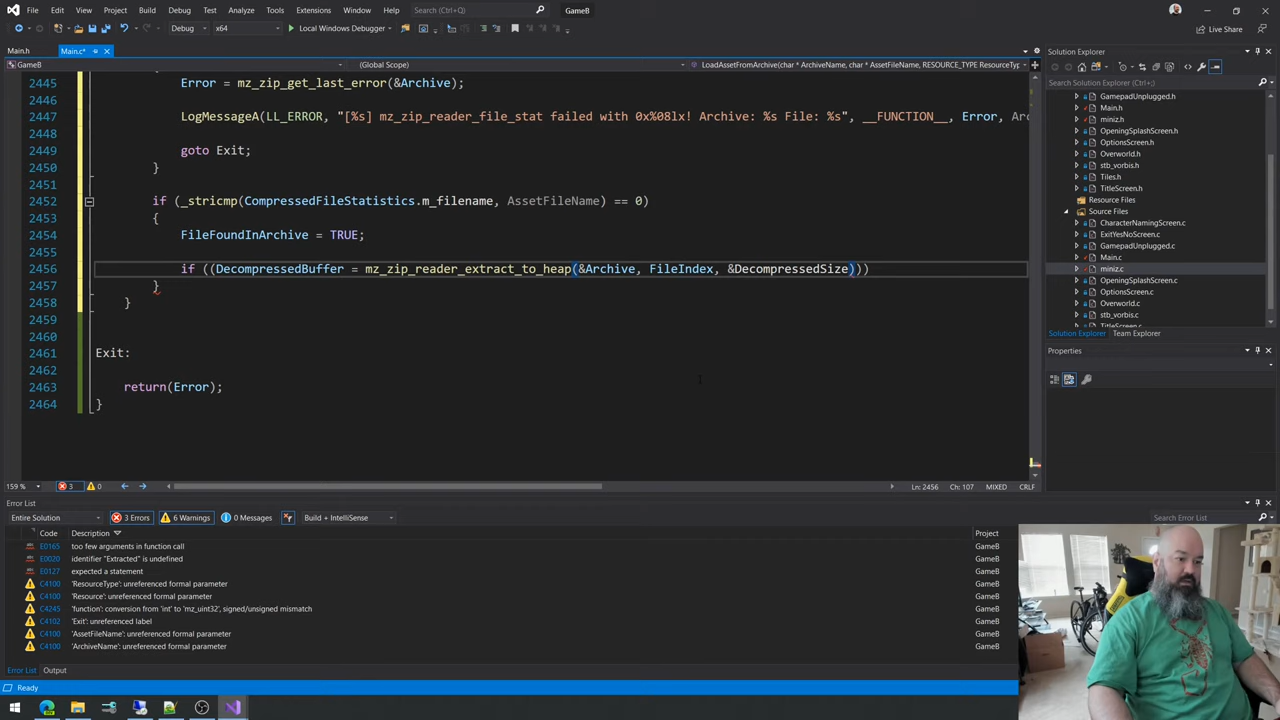 File Edit View Git Project Build Debug Test Analyze Tools Extensions Window Help Search (Ctrl+Q) GameB
Debug x64 Local Windows Debugger Live Share
Main.h Main.c*
GameB (Global Scope) LoadAssetFromArchive(char * ArchiveName, char * AssetFileName, RESOURCE_TYPE ResourceTyp
2445 Error = mz_zip_get_last_error(&Archive);
2446
2447 LogMessageA(LL_ERROR, "[%s] mz_zip_reader_file_stat failed with 0x%08lx! Archive: %s File: %s", __FUNCTION__, Error, Ar
2448
2449 goto Exit;
2450 }
2451
2452 if (_stricmp(CompressedFileStatistics.m_filename, AssetFileName) == 0)
2453 {
2454 FileFoundInArchive = TRUE;
2455
2456 if ((DecompressedBuffer = mz_zip_reader_extract_to_heap(&Archive, FileIndex, &DecompressedSize)))
2457 }
2458 }
2459
2460
2461 Exit:
2462
2463 return(Error);
2464 }
159 % 3 0 Ln: 2456 Ch: 107 MIXED CRLF
Solution Explorer
Search Solution Explorer (Ctrl+;)
GamepadUnplugged.h
Main.h
miniz.h
OpeningSplashScreen.h
OptionsScreen.h
Overworld.h
stb_vorbis.h
Tiles.h
TitleScreen.h
Resource Files
Source Files
CharacterNamingScreen.c
ExitYesNoScreen.c
GamepadUnplugged.c
Main.c
miniz.c
OpeningSplashScreen.c
OptionsScreen.c
Overworld.c
stb_vorbis.c
TitleScreen.c
Solution Explorer Team Explorer
Properties
Error List
Entire Solution 3 Errors 6 Warnings 0 Messages Build + IntelliSense Search Error List
Code Description Project
E0165 too few arguments in function call GameB
E0020 identifier "Extracted" is undefined GameB
E0127 expected a statement GameB
C4100 'ResourceType': unreferenced formal parameter GameB
C4100 'Resource': unreferenced formal parameter GameB
C4245 'function': conversion from 'int' to 'mz_uint32', signed/unsigned mismatch GameB
C4102 'Exit': unreferenced label GameB
C4100 'AssetFileName': unreferenced formal parameter GameB
C4100 'ArchiveName': unreferenced formal parameter GameB
Error List Output
Ready